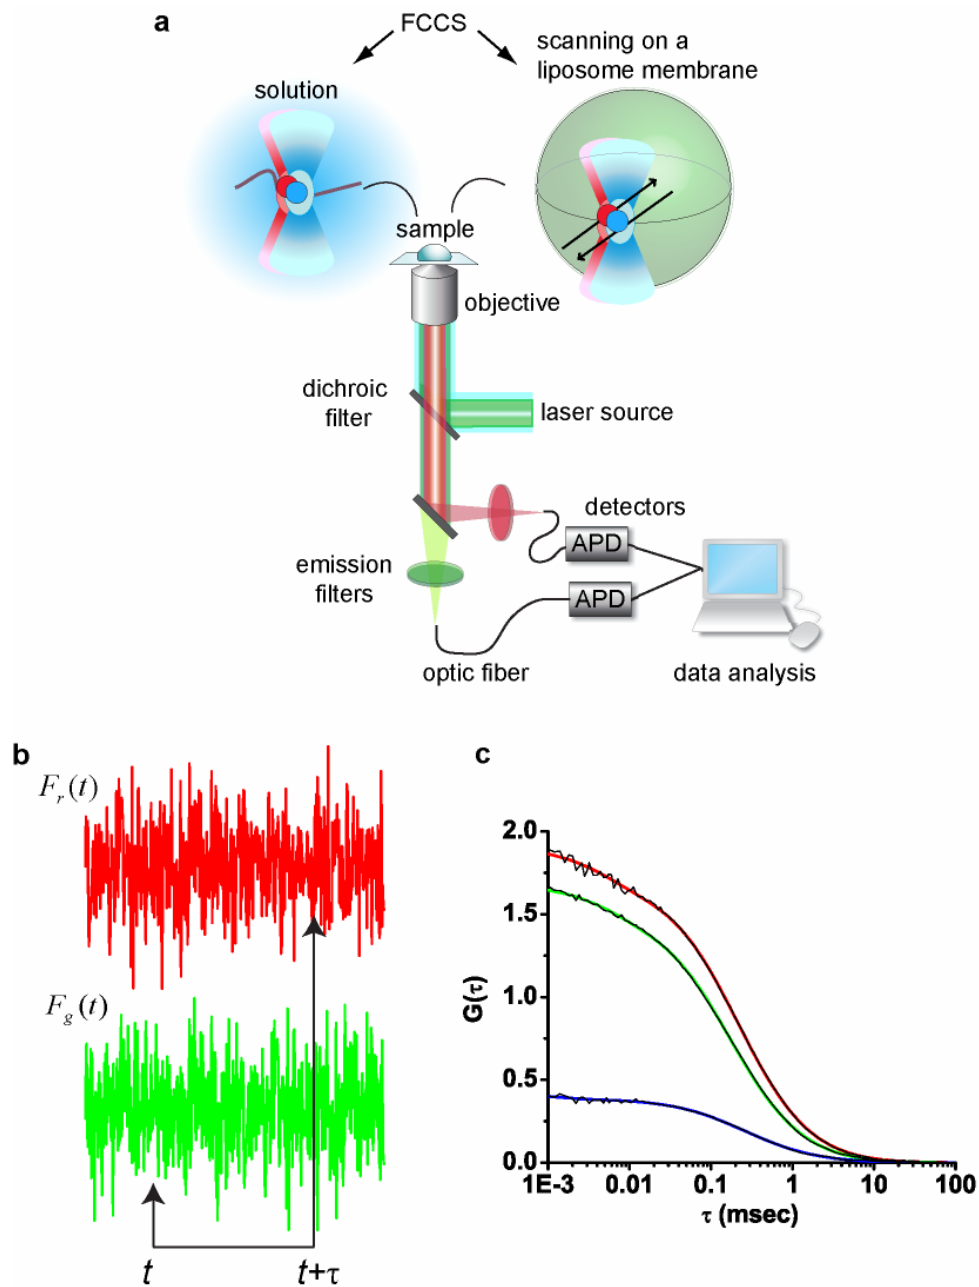 a
FCCS
solution
scanning on a
liposome membrane
sample
objective
dichroic
filter
laser source
detectors
APD
emission
filters
APD
optic fiber
data analysis
b
F_r(t)
F_g(t)
t
t+τ
c
G(τ)
2.0
1.5
1.0
0.5
0.0
1E-3
0.01
0.1
1
10
100
τ (msec)